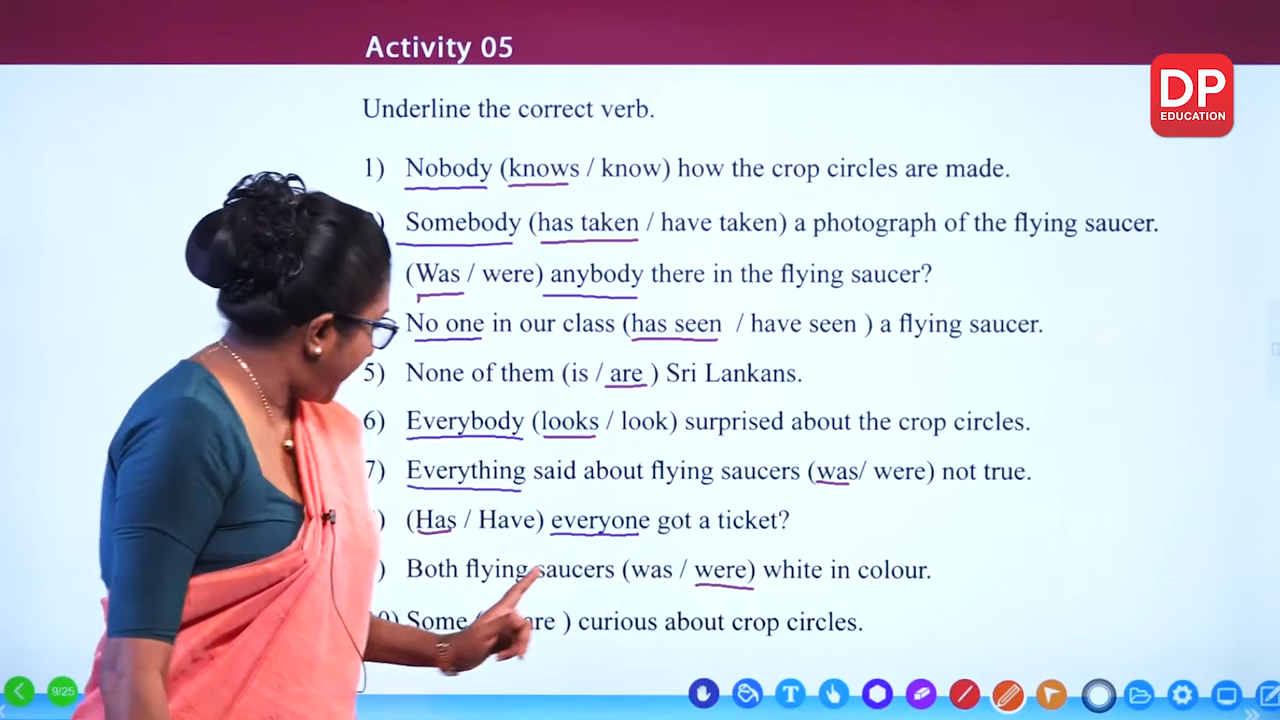 Activity 05
DP
EDUCATION
Underline the correct verb.
1) Nobody (knows / know) how the crop circles are made.
) Somebody (has taken / have taken) a photograph of the flying saucer.
(Was / were) anybody there in the flying saucer?
No one in our class (has seen / have seen ) a flying saucer.
5) None of them (is / are ) Sri Lankans.
6) Everybody (looks / look) surprised about the crop circles.
7) Everything said about flying saucers (was/ were) not true.
) (Has / Have) everyone got a ticket?
) Both flying saucers (was / were) white in colour.
0) Some ( are ) curious about crop circles.
9/25
T